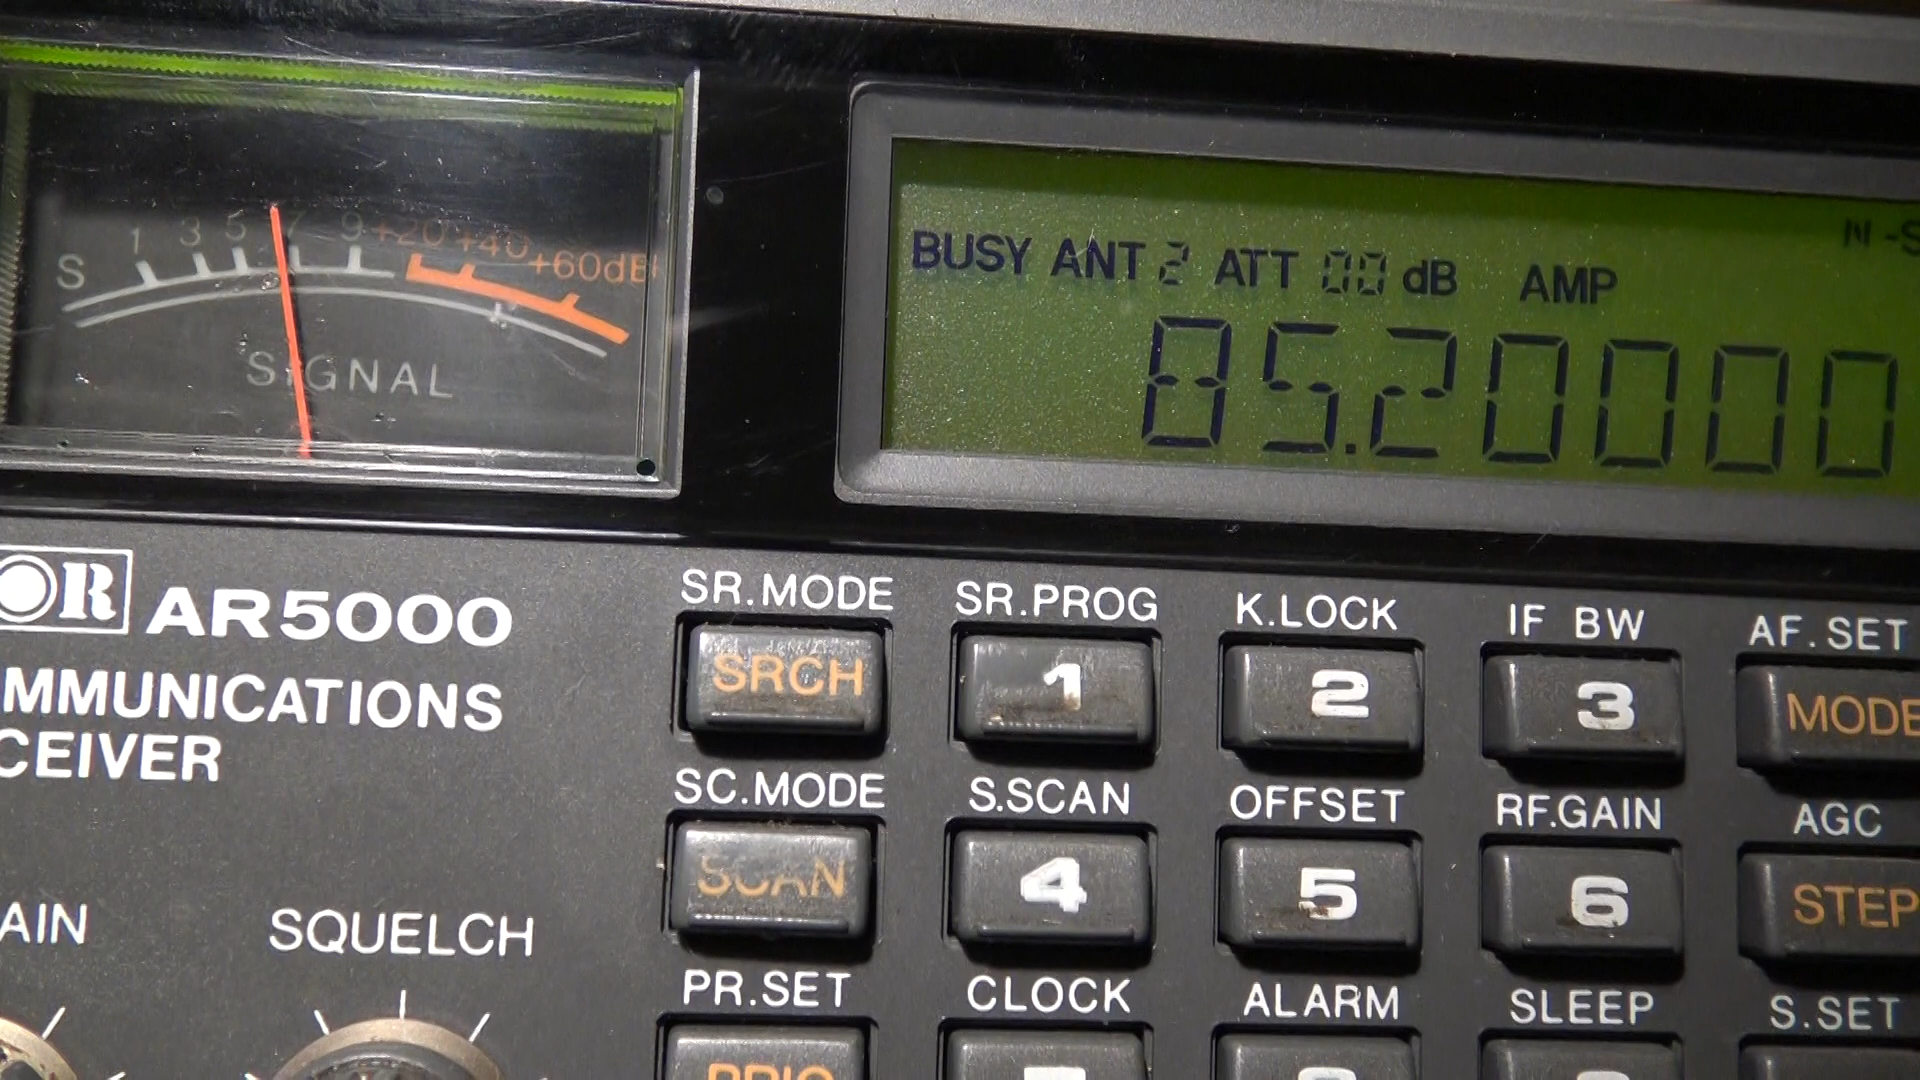 1 3 5 7 9 +20 +40 +60dB
S
SIGNAL
BUSY ANT 2 ATT 00 dB AMP
85.20000
OR AR5000
MMUNICATIONS
CEIVER
SR.MODE SR.PROG K.LOCK IF BW AF.SET
SRCH 1 2 3 MODE
SC.MODE S.SCAN OFFSET RF.GAIN AGC
SCAN 4 5 6 STEP
AIN SQUELCH
PR.SET CLOCK ALARM SLEEP S.SET
PRIO